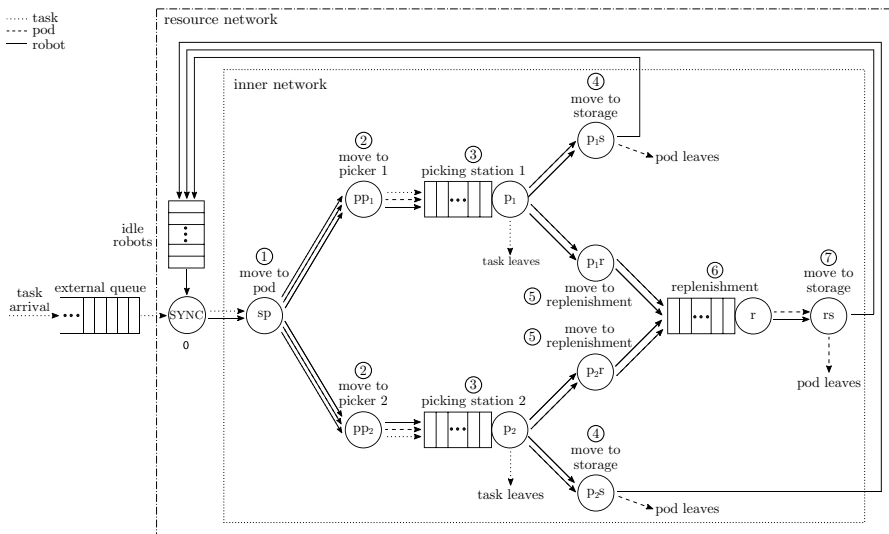 task
pod
robot
resource network
inner network
④
move to
storage
p₁s
pod leaves
②
move to
picker 1
pp₁
③
picking station 1
p₁
task leaves
idle
robots
①
move to
pod
sp
p₁r
⑤ move to
replenishment
⑥
replenishment
r
⑦
move to
storage
rs
pod leaves
task
arrival
external queue
SYNC
0
⑤ move to
replenishment
p₂r
②
move to
picker 2
pp₂
③
picking station 2
p₂
task leaves
④
move to
storage
p₂s
pod leaves